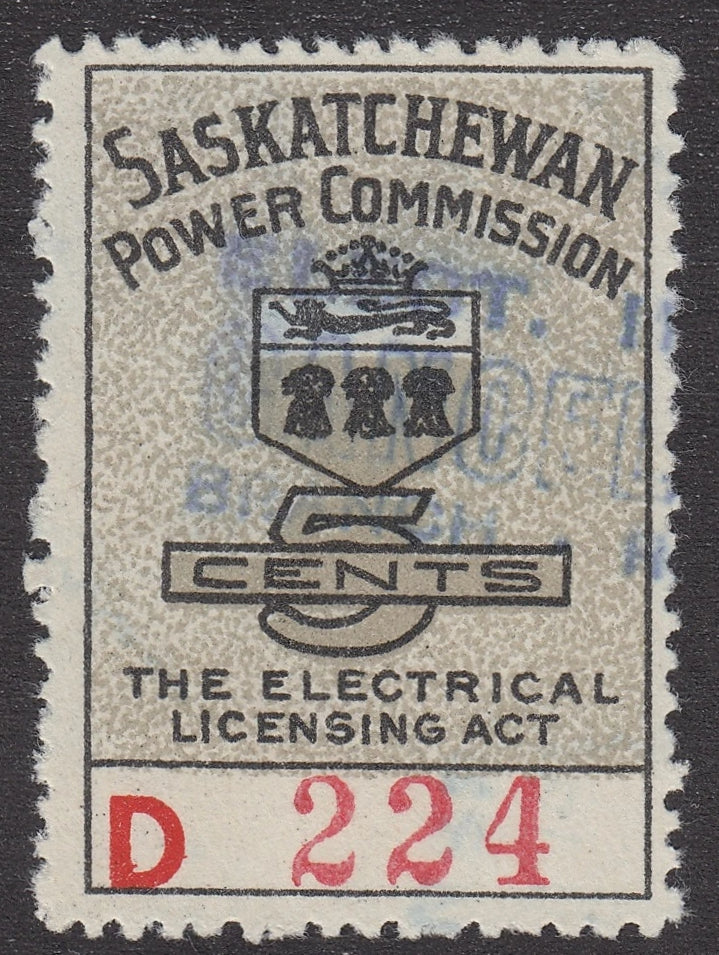 SASKATCHEWAN
POWER COMMISSION
5
CENTS
THE ELECTRICAL
LICENSING ACT
D 224